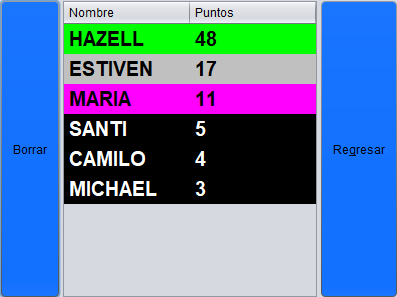 Nombre Puntos
HAZELL 48
ESTIVEN 17
MARIA 11
SANTI 5
Borrar
CAMILO 4
Regresar
MICHAEL 3